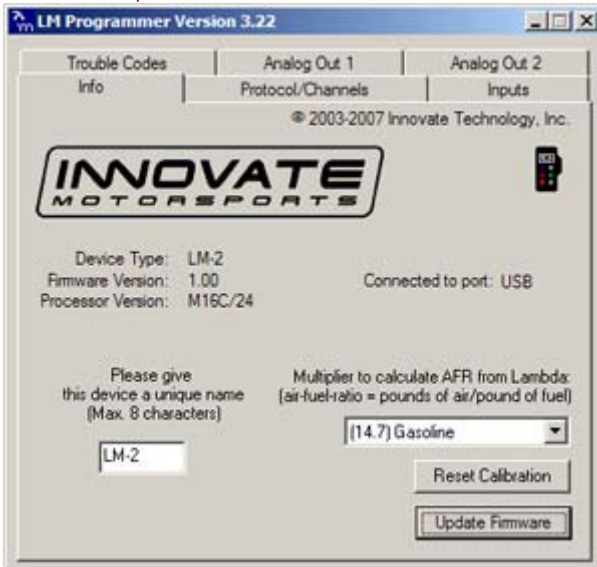 LM Programmer Version 3.22
Trouble Codes Analog Out 1 Analog Out 2
Info Protocol/Channels Inputs
© 2003-2007 Innovate Technology, Inc.
INNOVATE
MOTORSPORTS
Device Type: LM-2
Firmware Version: 1.00 Connected to port: USB
Processor Version: M16C/24
Please give
this device a unique name
(Max. 8 characters)
LM-2
Multiplier to calculate AFR from Lambda:
(air-fuel-ratio = pounds of air/pound of fuel)
(14.7) Gasoline
Reset Calibration
Update Firmware